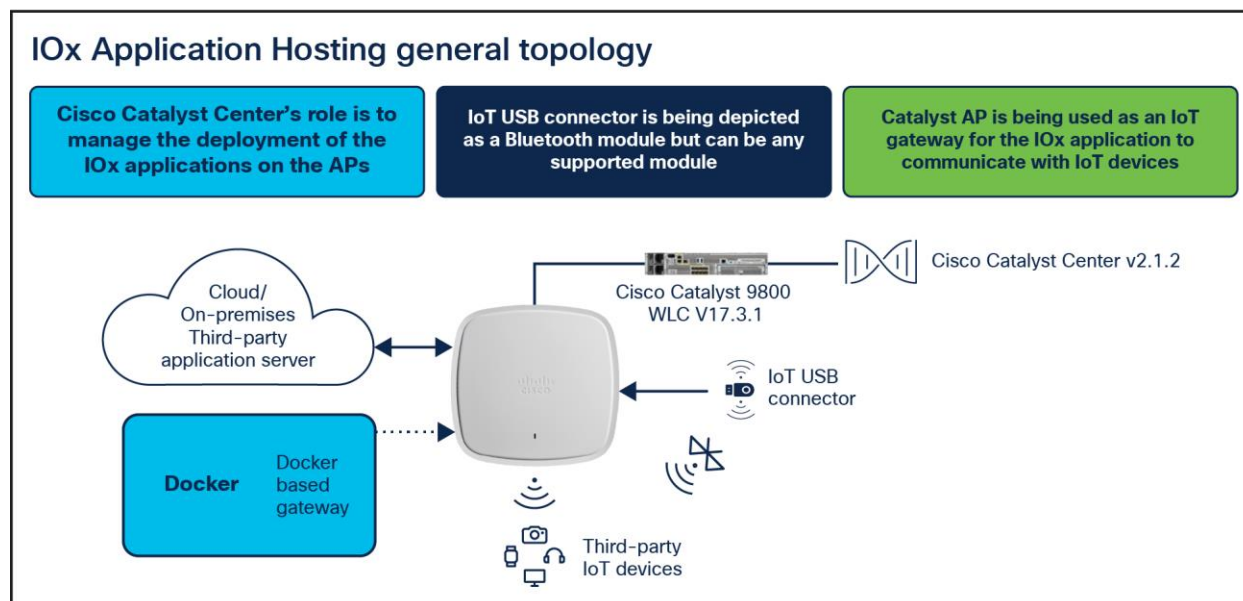 IOx Application Hosting general topology
Cisco Catalyst Center's role is to
manage the deployment of the
IOx applications on the APs
IoT USB connector is being depicted
as a Bluetooth module but can be any
supported module
Catalyst AP is being used as an IoT
gateway for the IOx application to
communicate with IoT devices
Cloud/
On-premises
Third-party
application server
Cisco Catalyst 9800
WLC V17.3.1
Cisco Catalyst Center v2.1.2
cisco
IoT USB
connector
Docker
Docker
based
gateway
Third-party
IoT devices